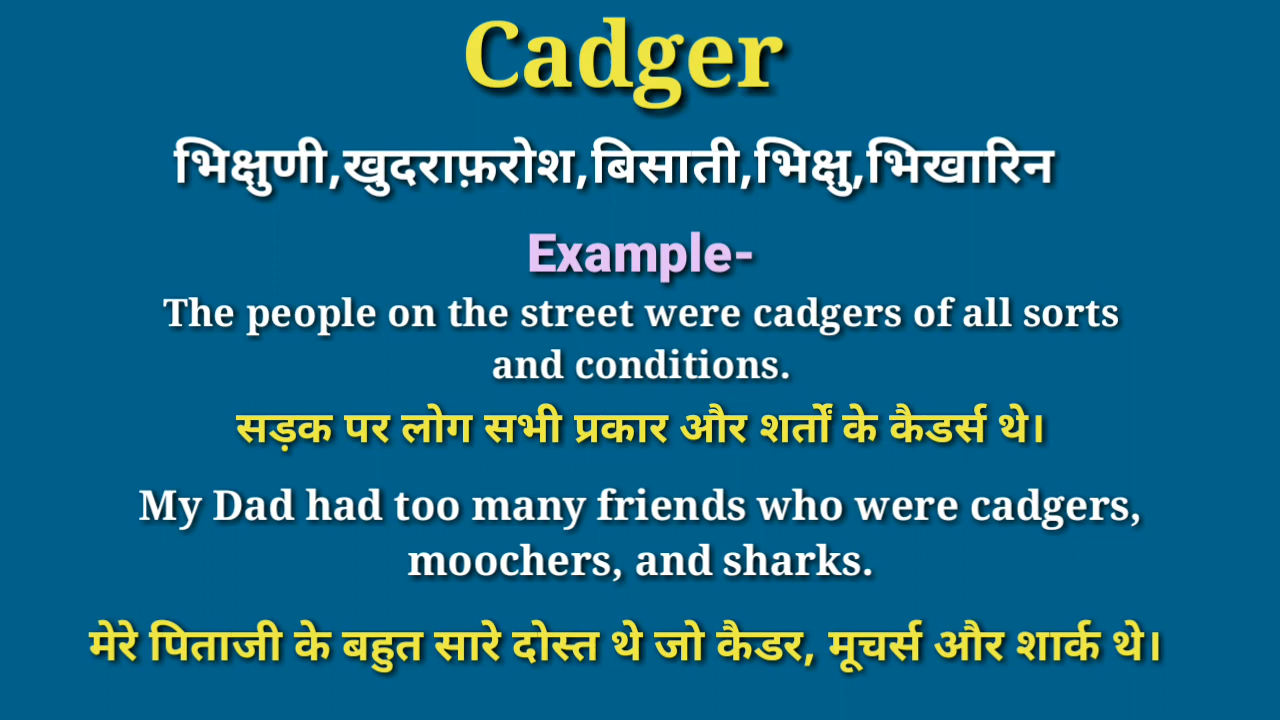 Cadger
भिक्षुणी,खुदराफ़रोश,बिसाती,भिक्षु,भिखारिन
Example-
The people on the street were cadgers of all sorts
and conditions.
सड़क पर लोग सभी प्रकार और शर्तों के कैडर्स थे।
My Dad had too many friends who were cadgers,
moochers, and sharks.
मेरे पिताजी के बहुत सारे दोस्त थे जो कैडर, मूचर्स और शार्क थे।